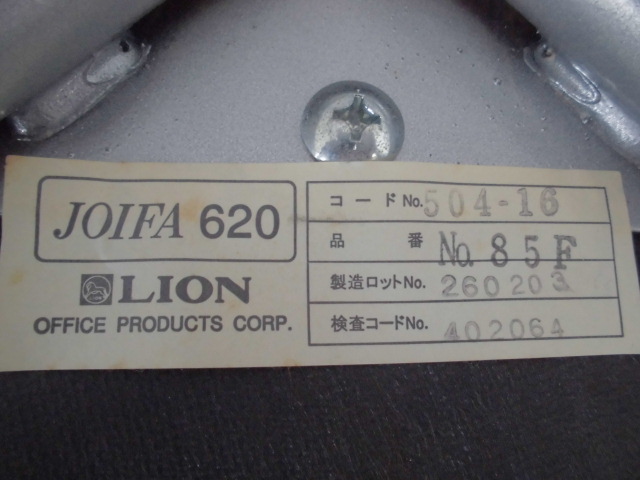 JOIFA 620
LION
OFFICE PRODUCTS CORP.
コードNo. 504-16
品番 No.85F
製造ロットNo. 260203
検査コードNo. 402064